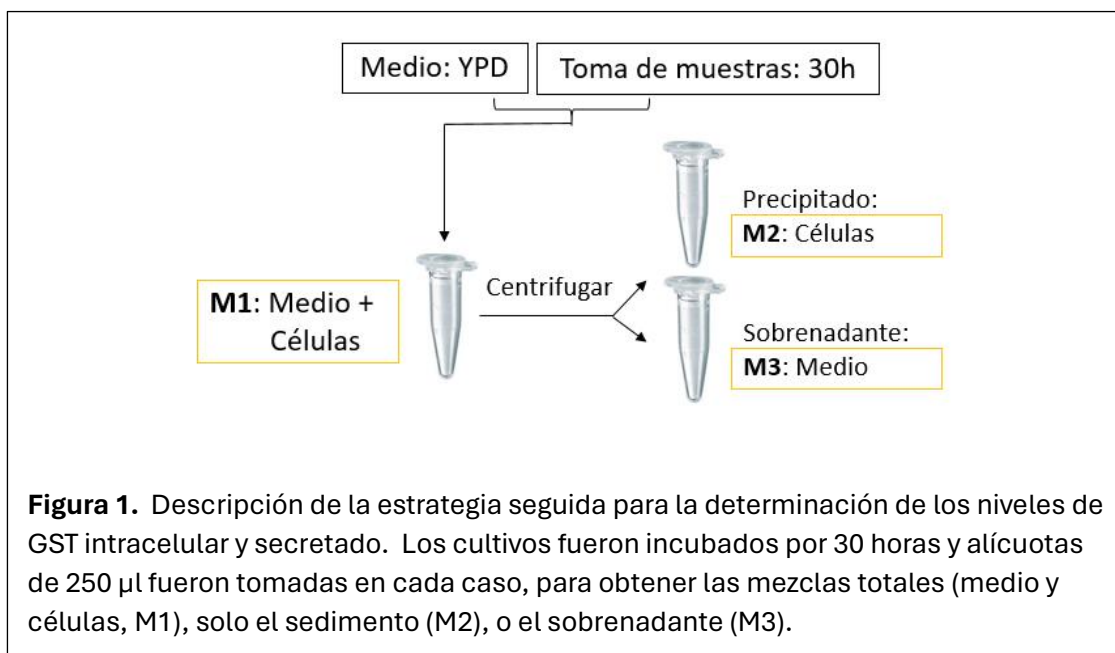 Medio: YPD
Toma de muestras: 30h
M1: Medio +
Células
Centrifugar
Precipitado:
M2: Células
Sobrenadante:
M3: Medio
Figura 1. Descripción de la estrategia seguida para la determinación de los niveles de
GST intracelular y secretado. Los cultivos fueron incubados por 30 horas y alícuotas
de 250 µl fueron tomadas en cada caso, para obtener las mezclas totales (medio y
células, M1), solo el sedimento (M2), o el sobrenadante (M3).